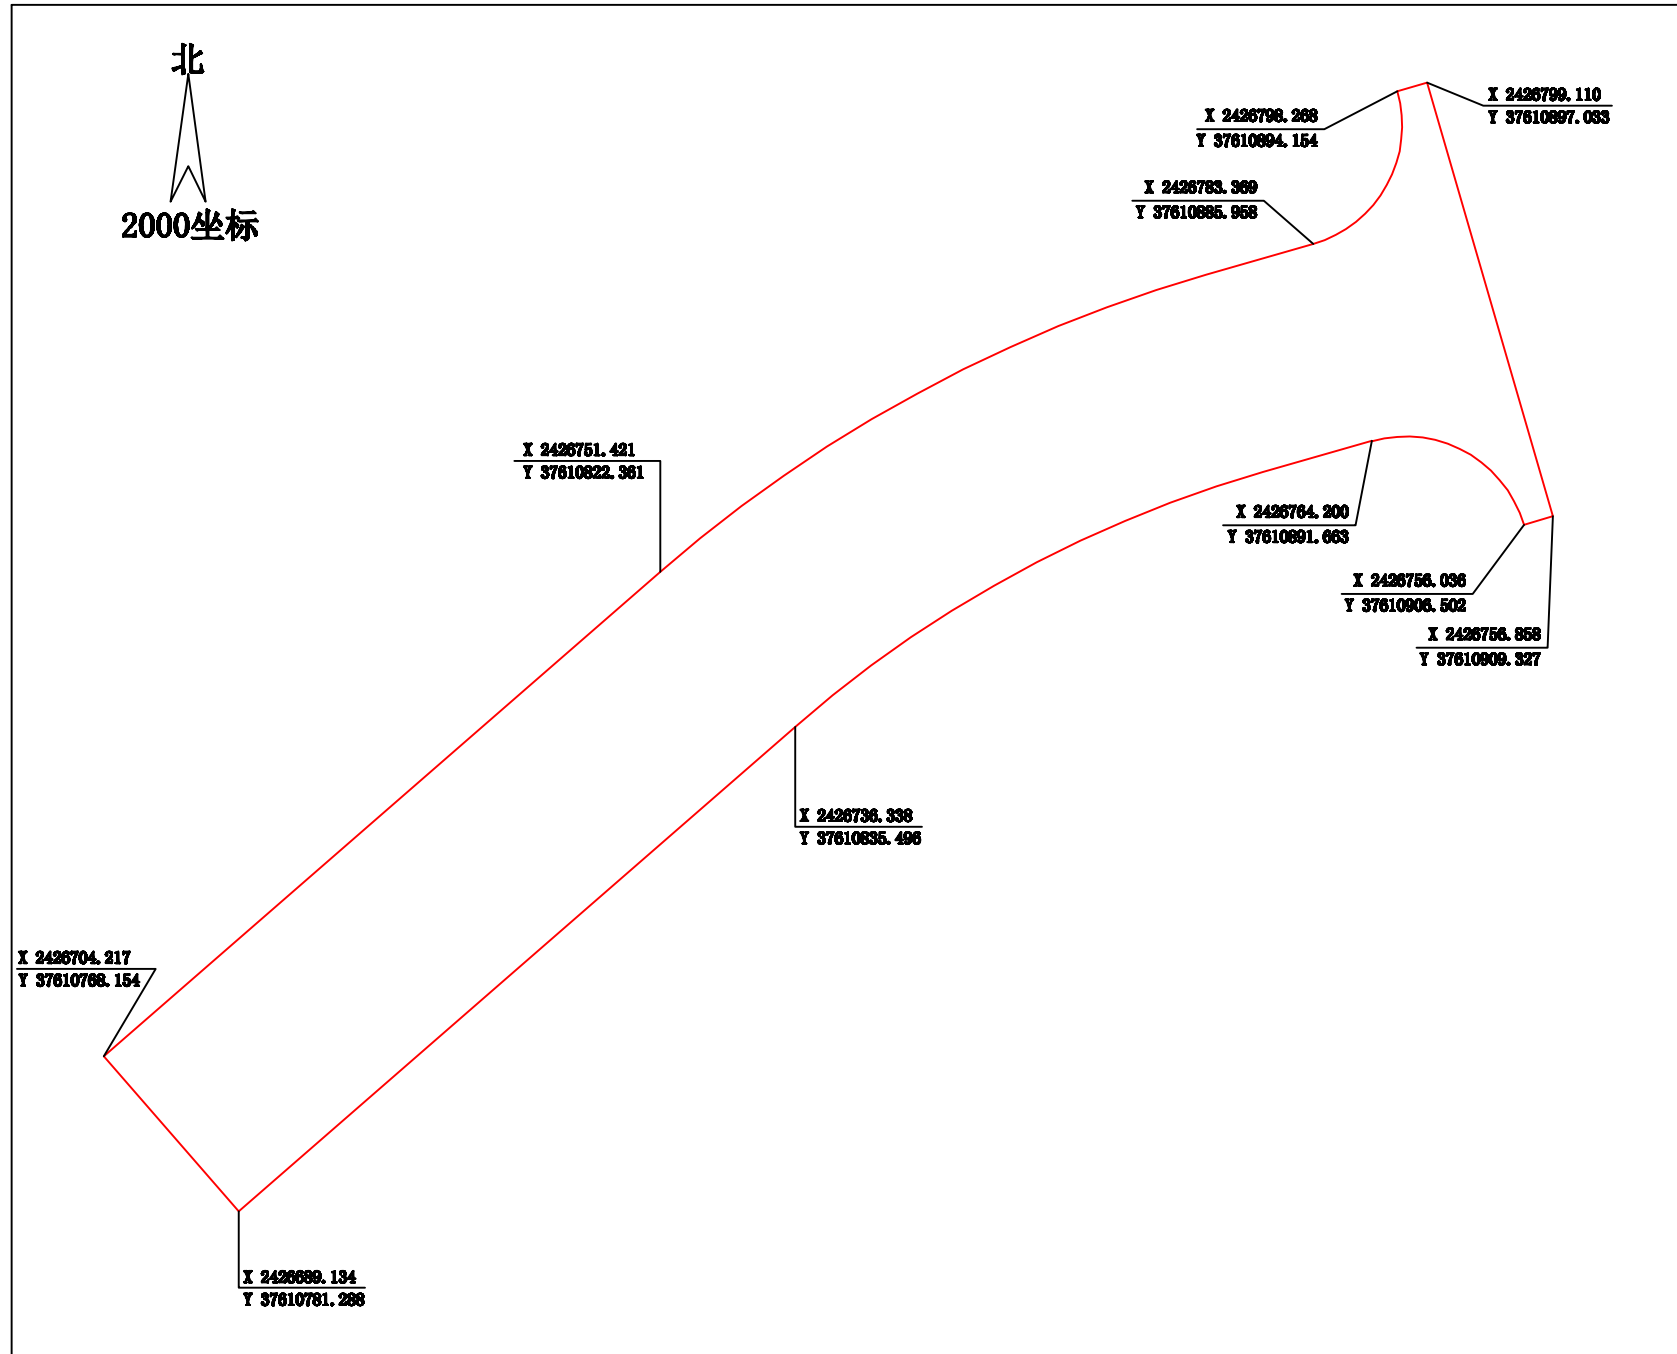 北
2000坐标
X 2426799.110
Y 37610897.033
X 2426798.268
Y 37610894.154
X 2426783.369
Y 37610885.958
X 2426751.421
Y 37610822.361
X 2426764.200
Y 37610891.663
X 2426756.036
Y 37610906.502
X 2426756.858
Y 37610909.327
X 2426736.338
Y 37610835.496
X 2426704.217
Y 37610768.154
X 2426689.134
Y 37610781.288